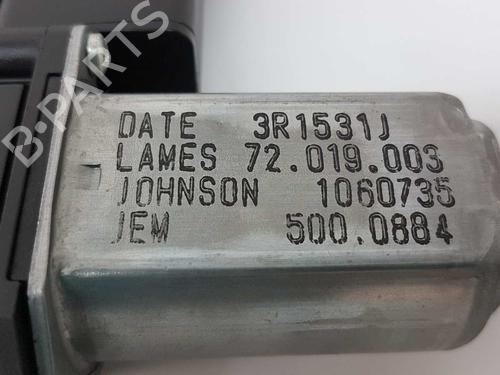 B-PARTS
DATE 3R1531J
LAMES 72.019.003
JOHNSON 1060735
JEM 500.0884